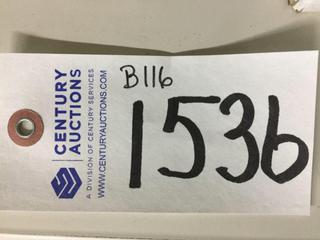 B116
1536
CENTURY
AUCTIONS
A DIVISION OF CENTURY SERVICES
WWW.CENTURYAUCTIONS.COM